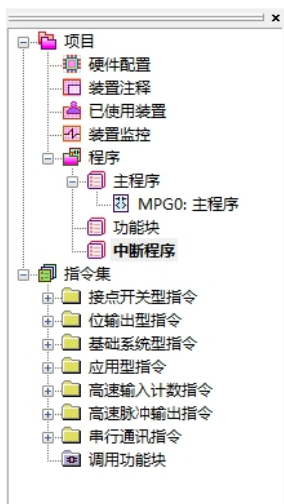 项目
硬件配置
装置注释
已使用装置
装置监控
程序
主程序
MPG0: 主程序
功能块
中断程序
指令集
接点开关型指令
位输出型指令
基础系统型指令
应用型指令
高速输入计数指令
高速脉冲输出指令
串行通讯指令
调用功能块